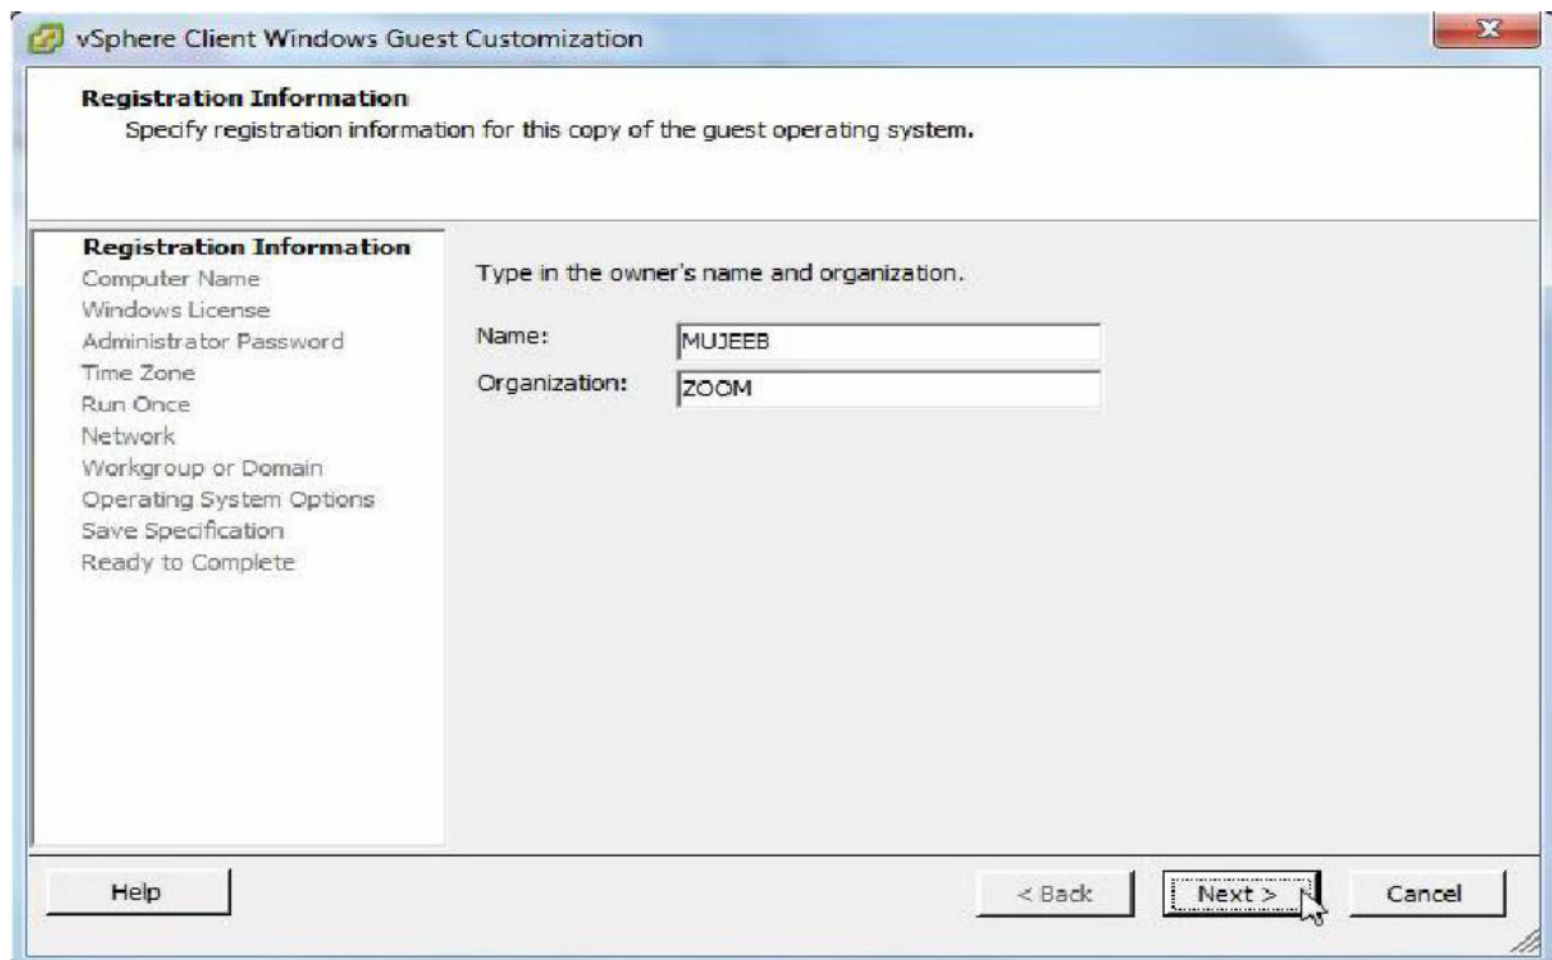 vSphere Client Windows Guest Customization
Registration Information
Specify registration information for this copy of the guest operating system.
Registration Information
Computer Name
Windows License
Administrator Password
Time Zone
Run Once
Network
Workgroup or Domain
Operating System Options
Save Specification
Ready to Complete
Type in the owner's name and organization.
Name: MUJEEB
Organization: ZOOM
Help < Back Next > Cancel